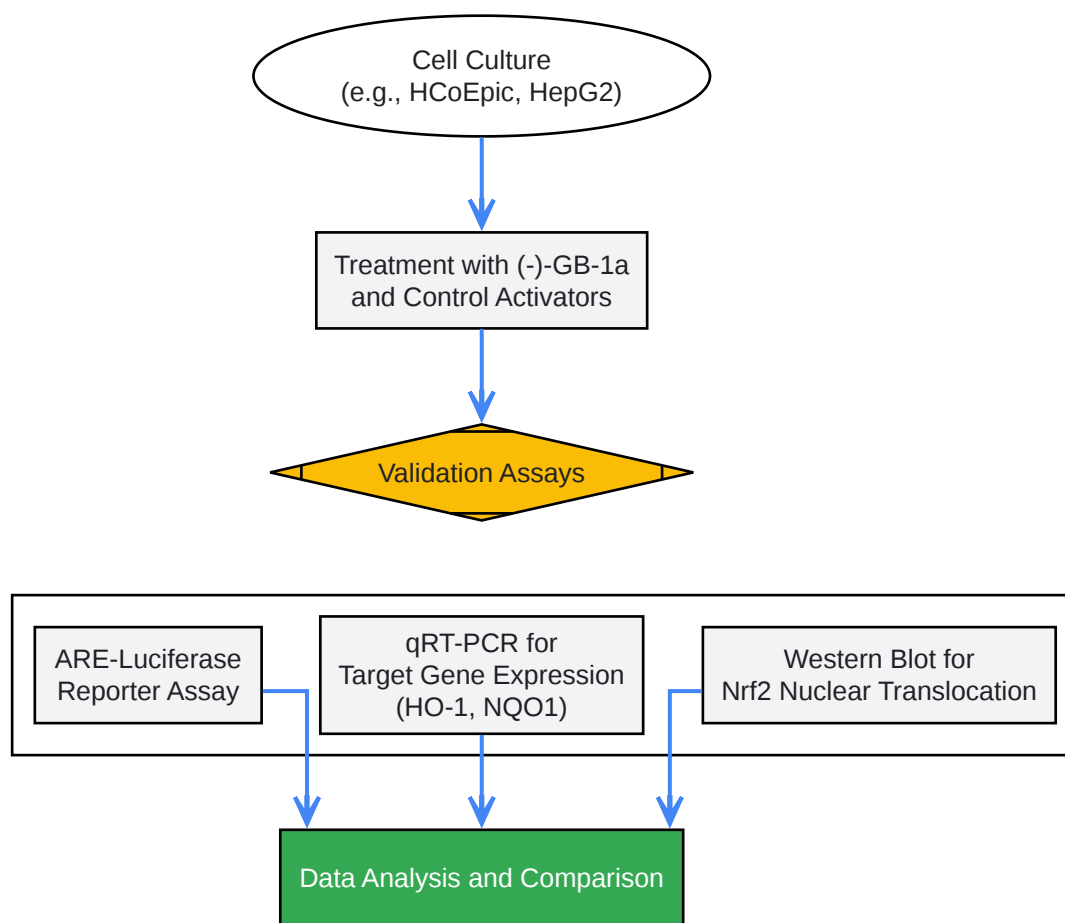 Cell Culture
(e.g., HCoEpic, HepG2)
Treatment with (-)-GB-1a
and Control Activators
Validation Assays
ARE-Luciferase
Reporter Assay
qRT-PCR for
Target Gene Expression
(HO-1, NQO1)
Western Blot for
Nrf2 Nuclear Translocation
Data Analysis and Comparison